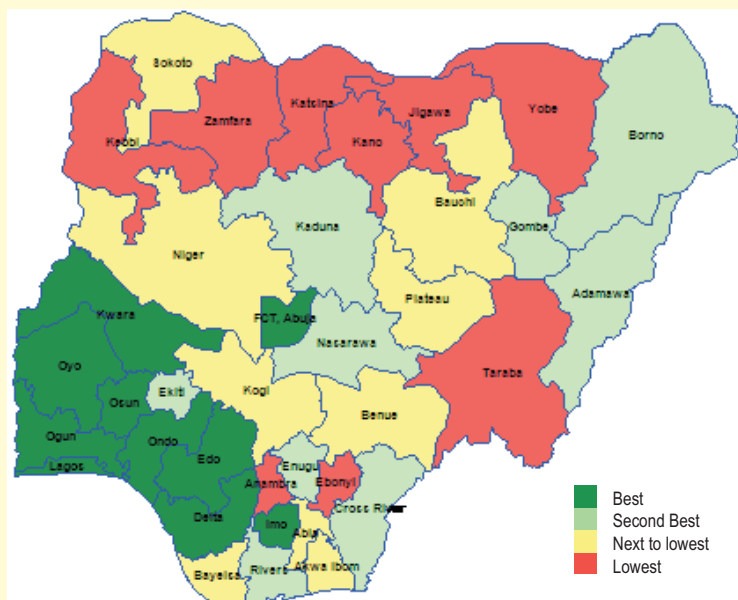 Sokoto
Kebbi
Zamfara
Katsina
Kano
Jigawa
Yobe
Borno
Bauchi
Gombe
Kaduna
Niger
Adamawa
Plateau
FCT, Abuja
Kwara
Nasarawa
Oyo
Taraba
Ekiti
Kogi
Osun
Benue
Ogun
Ondo
Edo
Lagos
Enugu
Anambra
Ebonyi
Cross River
Delta
Imo
Abia
Bayelsa
Rivers
Akwa Ibom
Best
Second Best
Next to lowest
Lowest